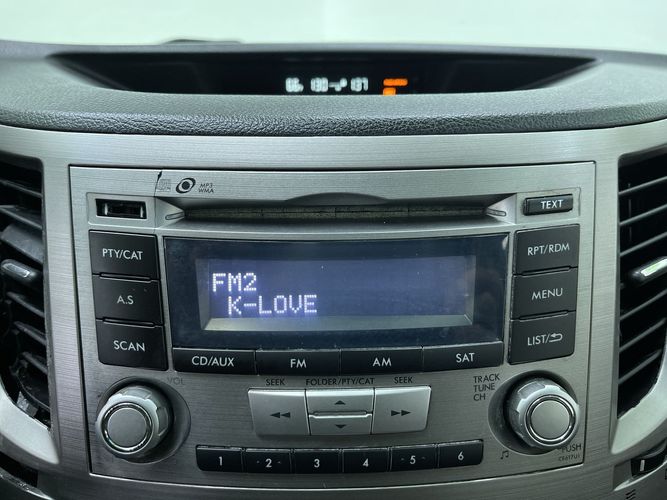 MP3
WMA
TEXT
PTY/CAT
RPT/RDM
FM2
K-LOVE
A.S
MENU
SCAN
LIST/
CD/AUX FM AM SAT
VOL
SEEK FOLDER/PTY/CAT SEEK
TRACK
TUNE
CH
PUSH
1 2 3 4 5 6